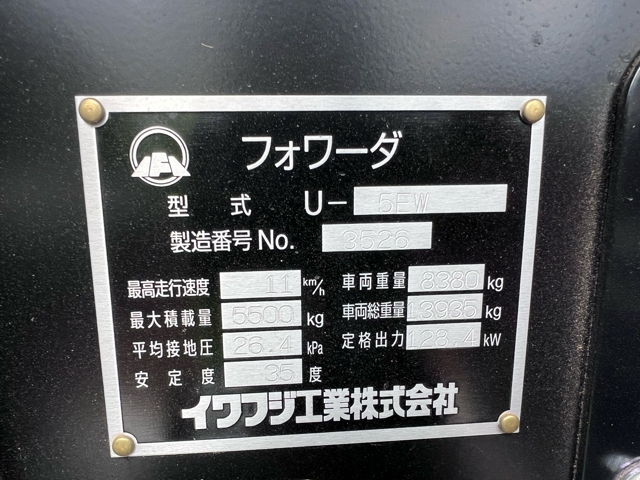 フォワーダ
型式 U-5FW
製造番号No. 3526
最高走行速度 11 km/h 車両重量 8380 kg
最大積載量 5500 kg 車両総重量 13935 kg
平均接地圧 26.4 kPa 定格出力 128.4 kW
安定度 35 度
イワフジ工業株式会社